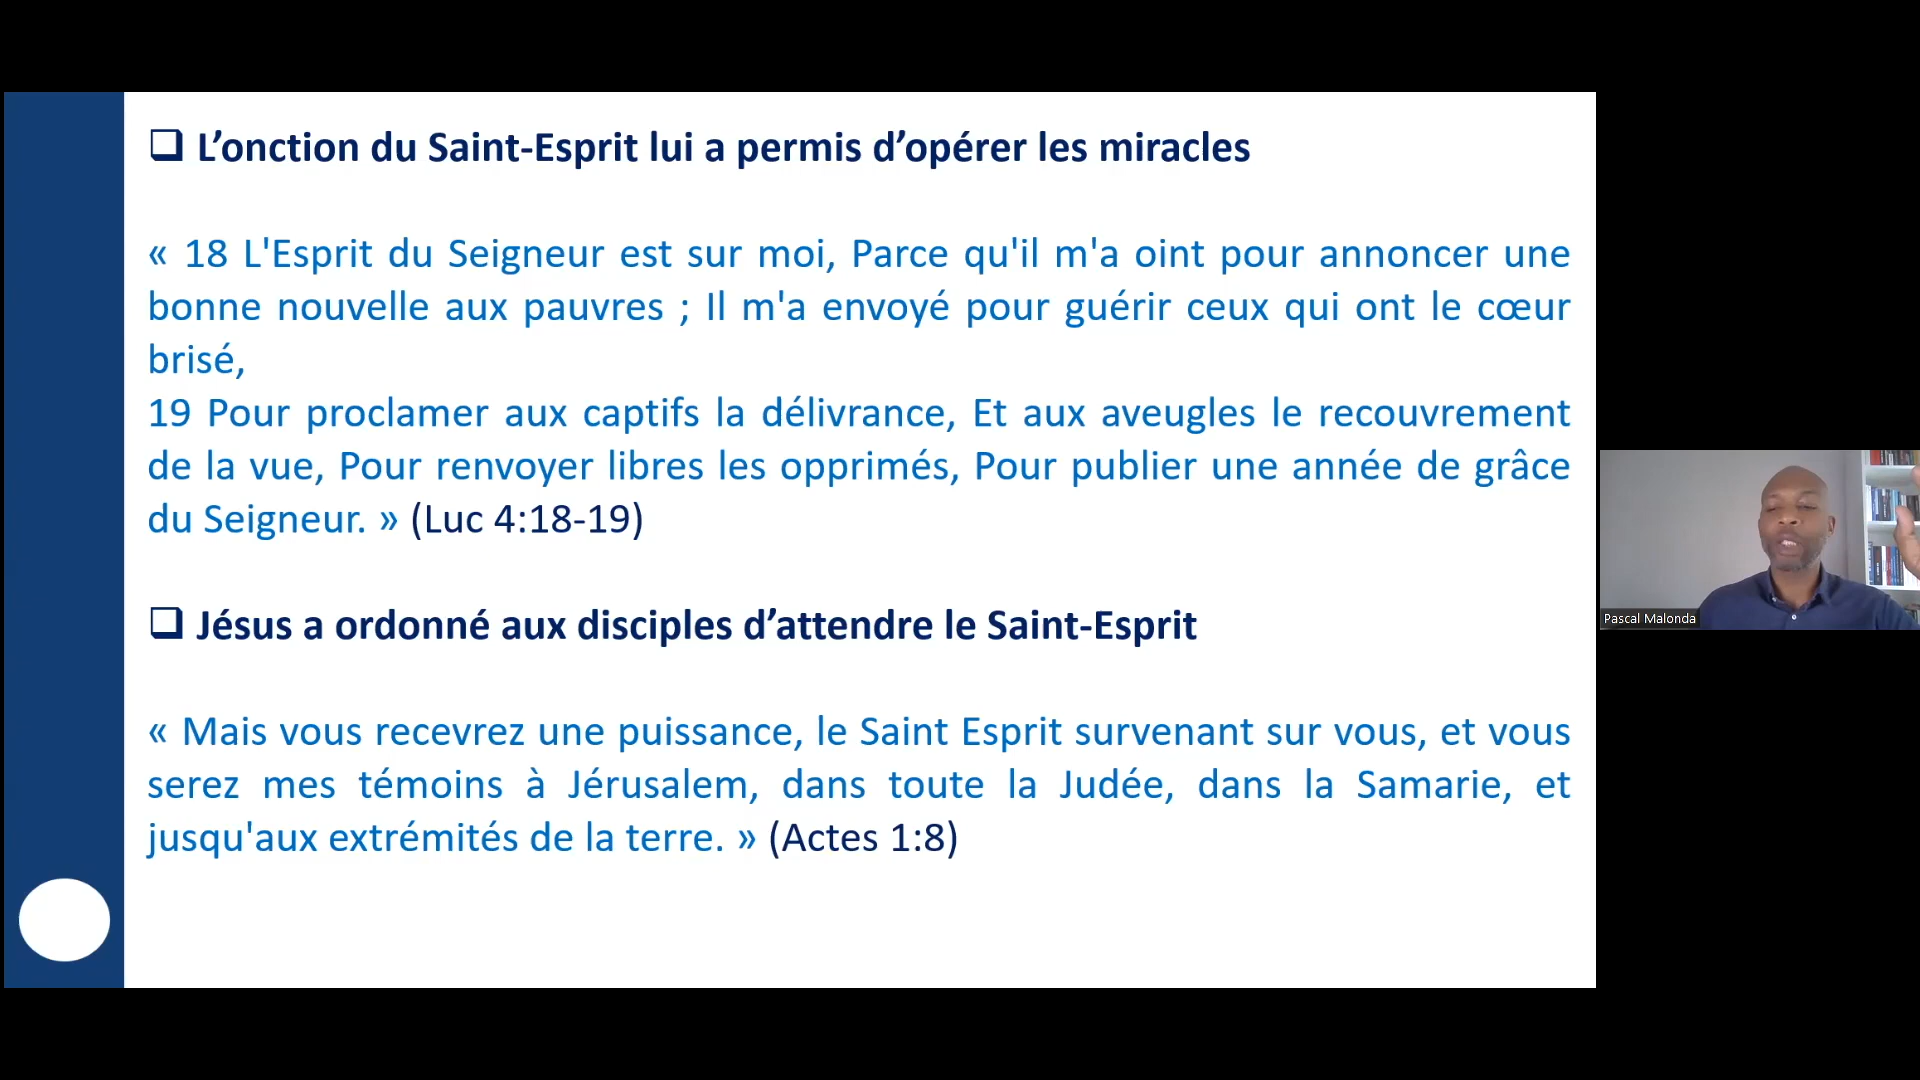 ❑ L’onction du Saint-Esprit lui a permis d’opérer les miracles
« 18 L'Esprit du Seigneur est sur moi, Parce qu'il m'a oint pour annoncer une
bonne nouvelle aux pauvres ; Il m'a envoyé pour guérir ceux qui ont le cœur
brisé,
19 Pour proclamer aux captifs la délivrance, Et aux aveugles le recouvrement
de la vue, Pour renvoyer libres les opprimés, Pour publier une année de grâce
du Seigneur. » (Luc 4:18-19)
❑ Jésus a ordonné aux disciples d’attendre le Saint-Esprit
« Mais vous recevrez une puissance, le Saint Esprit survenant sur vous, et vous
serez mes témoins à Jérusalem, dans toute la Judée, dans la Samarie, et
jusqu'aux extrémités de la terre. » (Actes 1:8)
Pascal Malonda